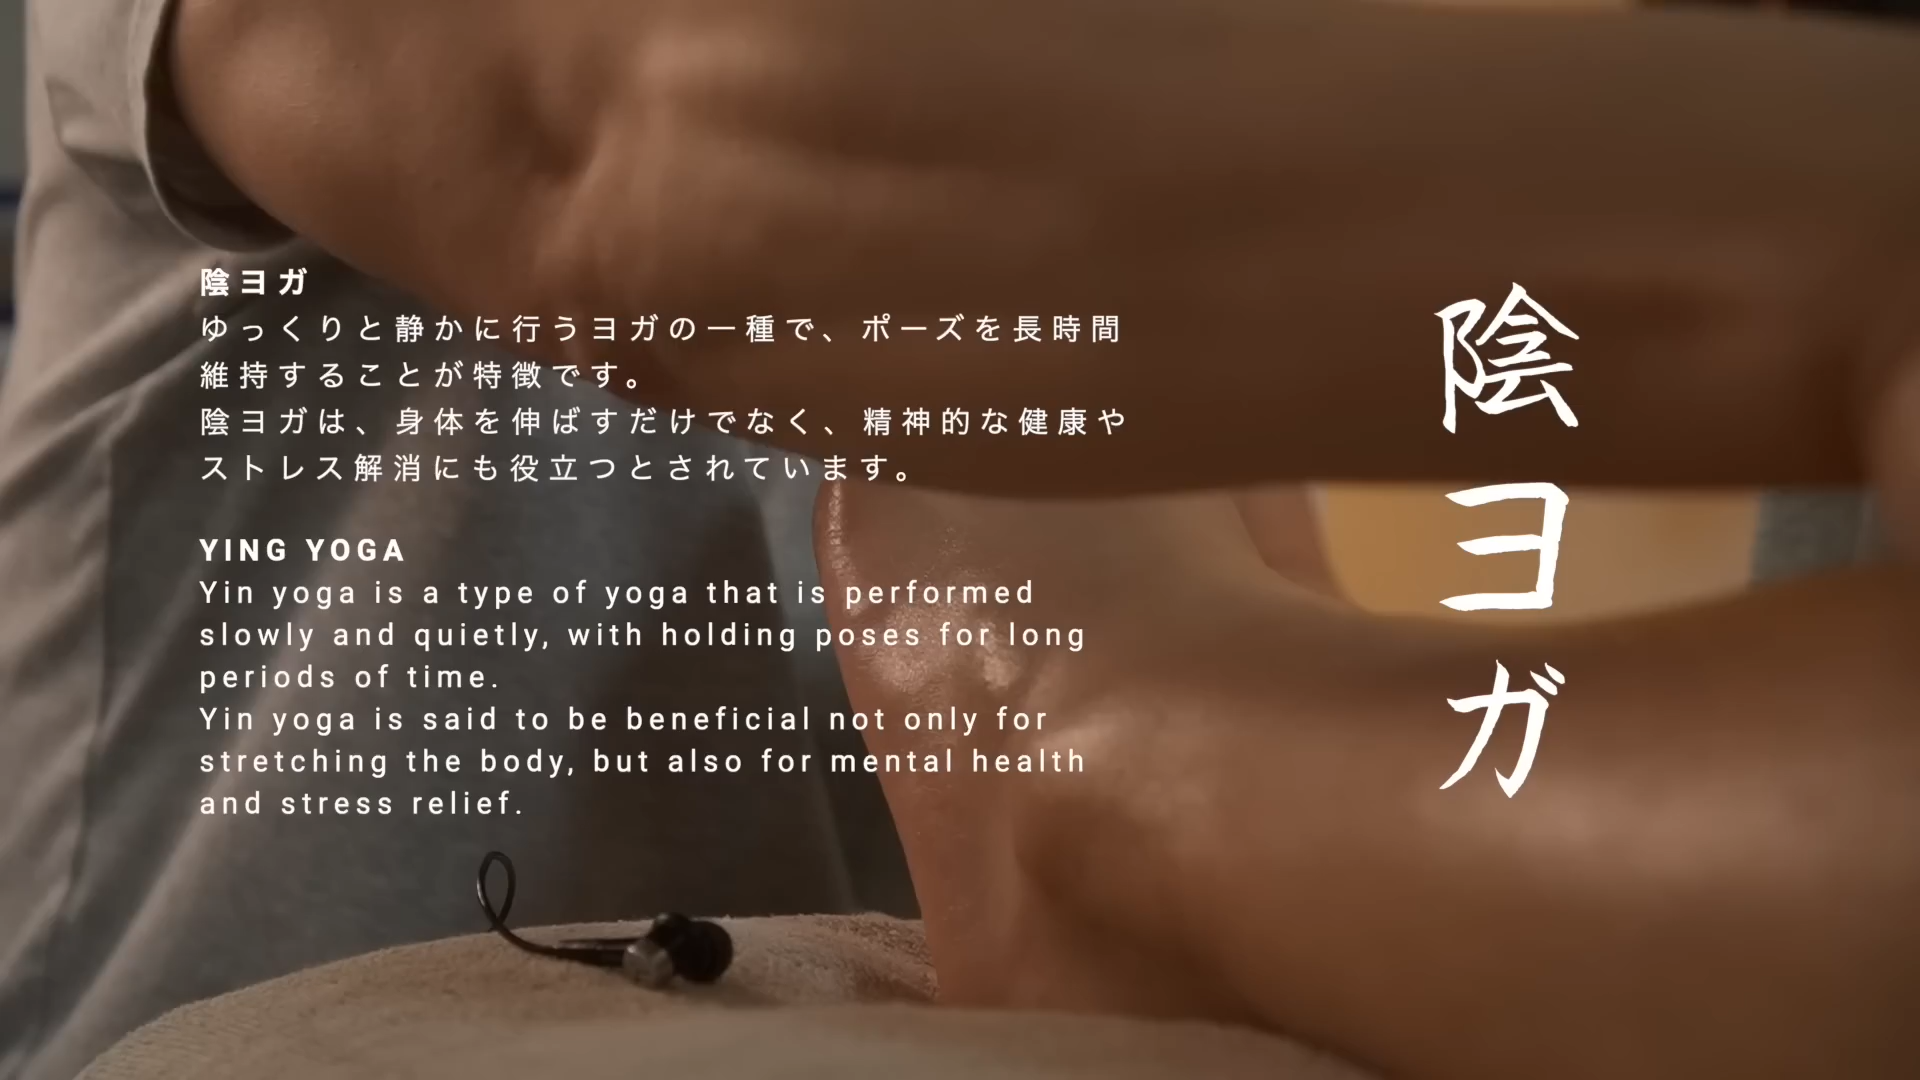 陰ヨガ
ゆっくりと静かに行うヨガの一種で、ポーズを長時間
維持することが特徴です。
陰ヨガは、身体を伸ばすだけでなく、精神的な健康や
ストレス解消にも役立つとされています。
YING YOGA
Yin yoga is a type of yoga that is performed
slowly and quietly, with holding poses for long
periods of time.
Yin yoga is said to be beneficial not only for
stretching the body, but also for mental health
and stress relief.
陰ヨガ